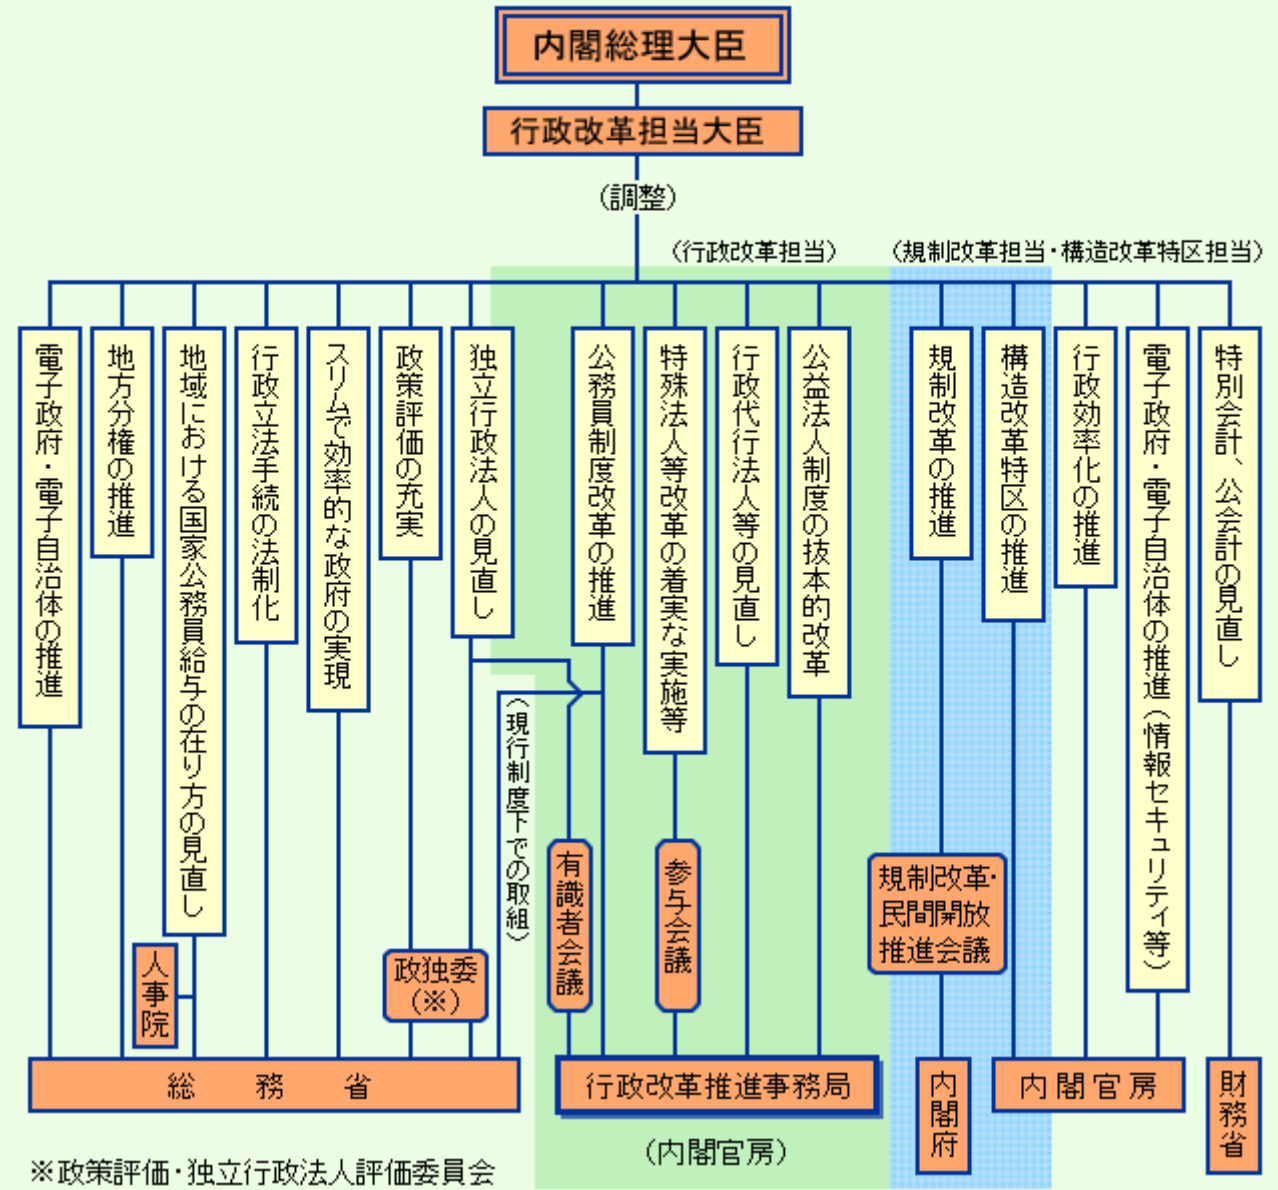 内閣総理大臣
行政改革担当大臣
(調整)
(行政改革担当)
(規制改革担当・構造改革特区担当)
電子政府・電子自治体の推進
地方分権の推進
地域における国家公務員給与の在り方の見直し
行政立法手続の法制化
スリムで効率的な政府の実現
政策評価の充実
独立行政法人の見直し
公務員制度改革の推進
特殊法人等改革の着実な実施等
行政代行法人等の見直し
公益法人制度の抜本的改革
規制改革の推進
構造改革特区の推進
行政効率化の推進
電子政府・電子自治体の推進(情報セキュリティ等)
特別会計、公会計の見直し
(現行制度下での取組)
人事院
政独委
(※)
有識者会議
参与会議
規制改革・
民間開放
推進会議
総務省
行政改革推進事務局
(内閣官房)
内閣府
内閣官房
財務省
※政策評価・独立行政法人評価委員会